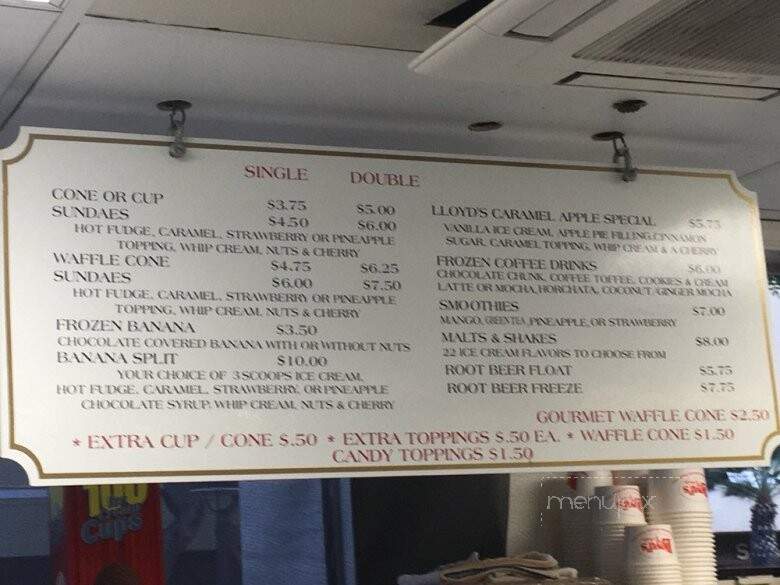 SINGLE DOUBLE
CONE OR CUP $3.75 $5.00
SUNDAES $4.50 $6.00
HOT FUDGE, CARAMEL, STRAWBERRY OR PINEAPPLE
TOPPING, WHIP CREAM, NUTS & CHERRY
WAFFLE CONE $4.75 $6.25
SUNDAES $6.00 $7.50
HOT FUDGE, CARAMEL, STRAWBERRY OR PINEAPPLE
TOPPING, WHIP CREAM, NUTS & CHERRY
FROZEN BANANA $3.50
CHOCOLATE COVERED BANANA WITH OR WITHOUT NUTS
BANANA SPLIT $10.00
YOUR CHOICE OF 3 SCOOPS ICE CREAM,
HOT FUDGE, CARAMEL, STRAWBERRY, OR PINEAPPLE
CHOCOLATE SYRUP, WHIP CREAM, NUTS & CHERRY
LLOYD'S CARAMEL APPLE SPECIAL $5.75
VANILLA ICE CREAM, APPLE PIE FILLING, CINNAMON
SUGAR, CARAMEL TOPPING, WHIP CREAM & A CHERRY
FROZEN COFFEE DRINKS $6.00
CHOCOLATE CHUNK, COFFEE TOFFEE, COOKIES & CREAM
LATTE OR MOCHA, HORCHATA, COCONUT/GINGER MOCHA
SMOOTHIES $7.00
MANGO, GREEN TEA, PINEAPPLE, OR STRAWBERRY
MALTS & SHAKES $8.00
22 ICE CREAM FLAVORS TO CHOOSE FROM
ROOT BEER FLOAT $5.75
ROOT BEER FREEZE $7.75
GOURMET WAFFLE CONE $2.50
* EXTRA CUP / CONE $.50 * EXTRA TOPPINGS $.50 EA. * WAFFLE CONE $1.50
CANDY TOPPINGS $1.50
100
Cups
menupix